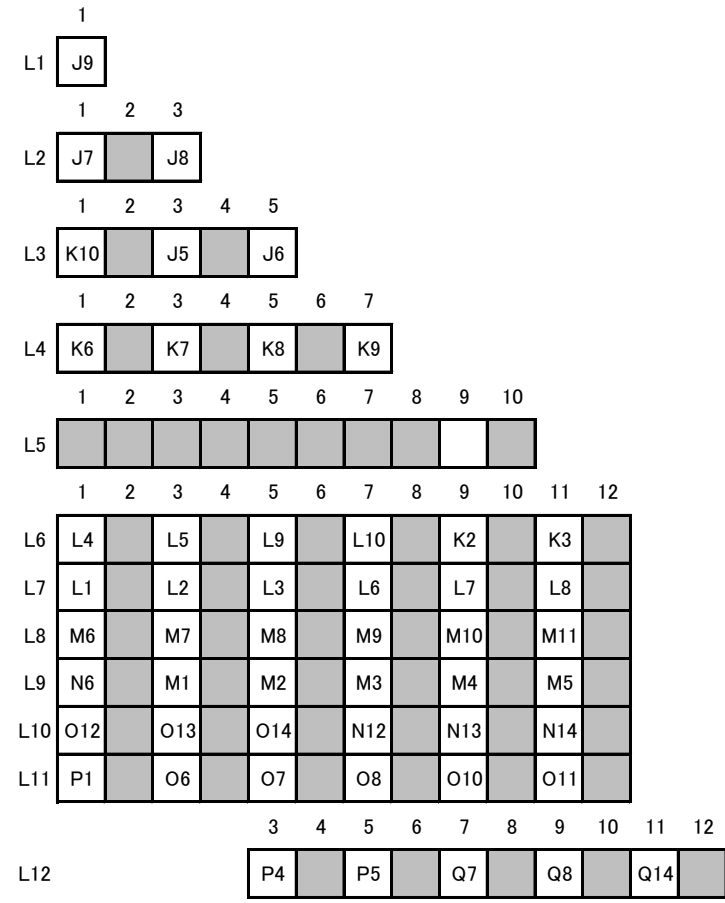 1
L1 J9
1 2 3
L2 J7 J8
1 2 3 4 5
L3 K10 J5 J6
1 2 3 4 5 6 7
L4 K6 K7 K8 K9
1 2 3 4 5 6 7 8 9 10
L5
1 2 3 4 5 6 7 8 9 10 11 12
L6 L4 L5 L9 L10 K2 K3
L7 L1 L2 L3 L6 L7 L8
L8 M6 M7 M8 M9 M10 M11
L9 N6 M1 M2 M3 M4 M5
L10 O12 O13 O14 N12 N13 N14
L11 P1 O6 O7 O8 O10 O11
3 4 5 6 7 8 9 10 11 12
L12 P4 P5 Q7 Q8 Q14